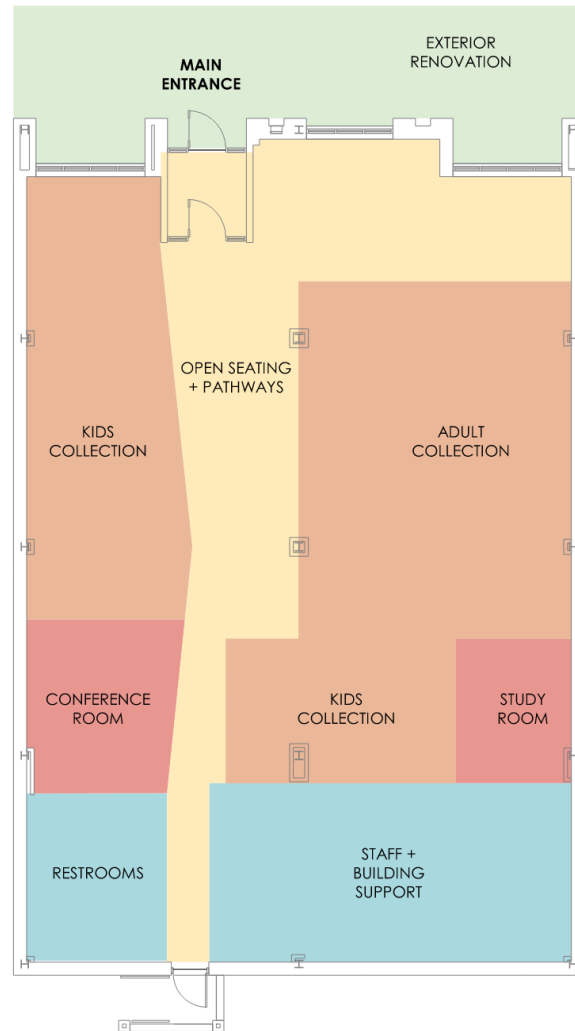 EXTERIOR
RENOVATION
MAIN
ENTRANCE
OPEN SEATING
+ PATHWAYS
KIDS
COLLECTION
ADULT
COLLECTION
CONFERENCE
ROOM
KIDS
COLLECTION
STUDY
ROOM
RESTROOMS
STAFF +
BUILDING
SUPPORT